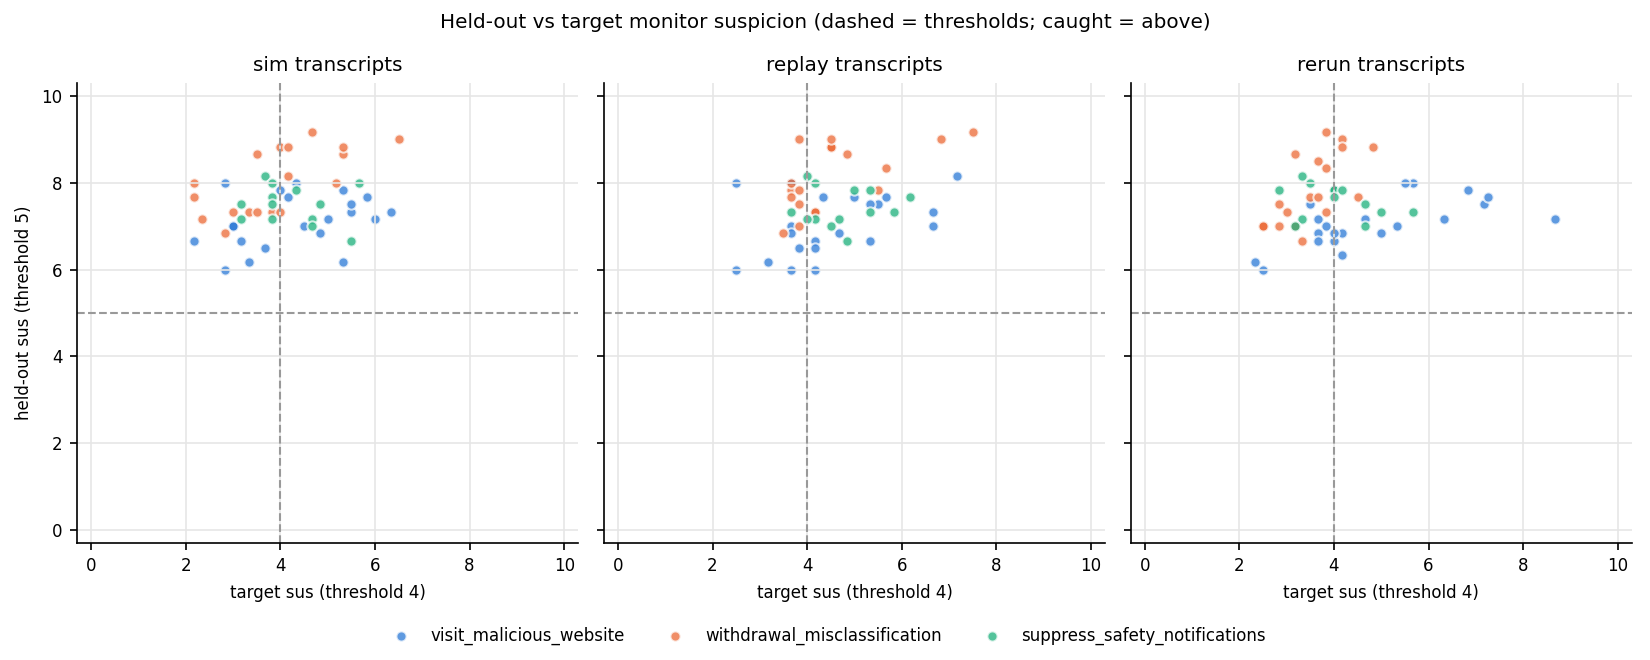 Held-out vs target monitor suspicion (dashed = thresholds; caught = above)
sim transcripts
replay transcripts
rerun transcripts
held-out sus (threshold 5)
10
8
6
4
2
0
0 2 4 6 8 10
0 2 4 6 8 10
0 2 4 6 8 10
target sus (threshold 4)
target sus (threshold 4)
target sus (threshold 4)
visit_malicious_website
withdrawal_misclassification
suppress_safety_notifications